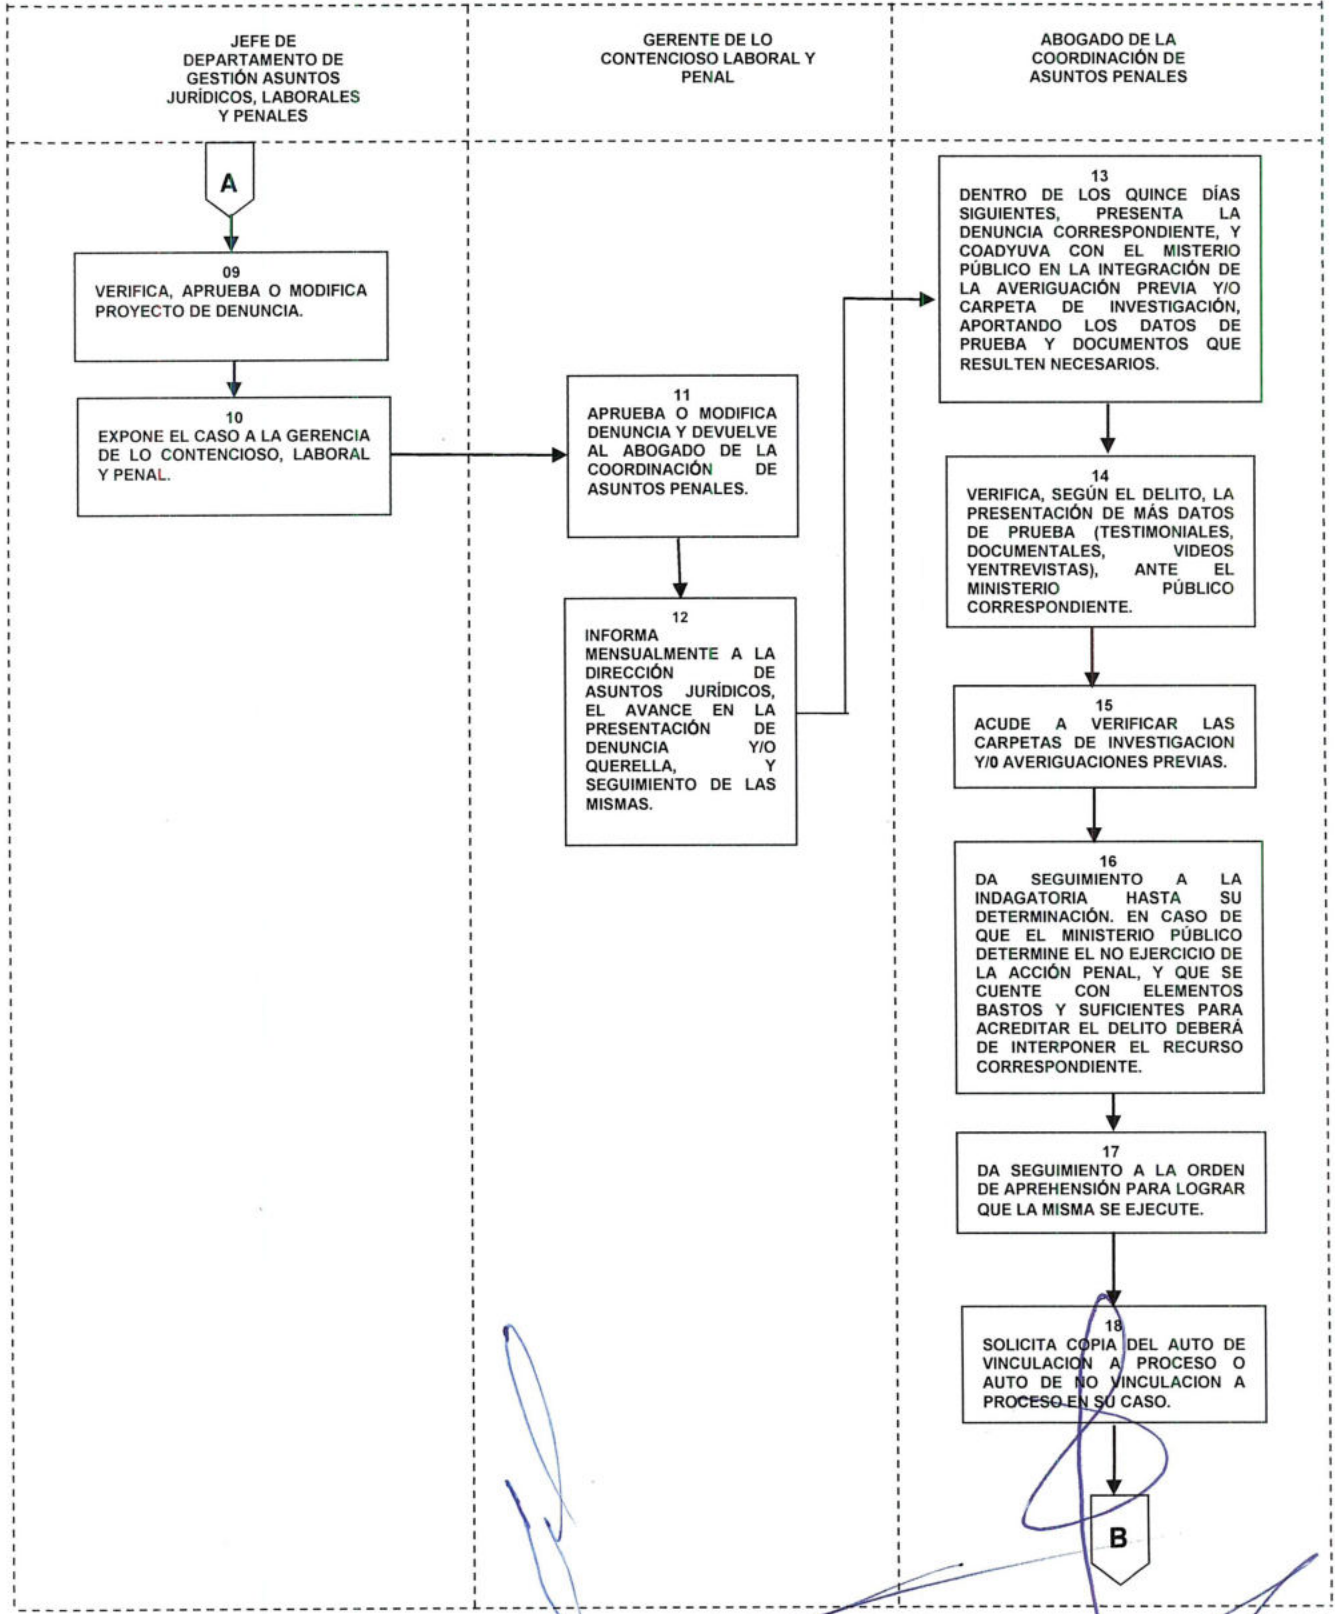 JEFE DE
DEPARTAMENTO DE
GESTIÓN ASUNTOS
JURÍDICOS, LABORALES
Y PENALES
GERENTE DE LO
CONTENCIOSO LABORAL Y
PENAL
ABOGADO DE LA
COORDINACIÓN DE
ASUNTOS PENALES
A
09
VERIFICA, APRUEBA O MODIFICA
PROYECTO DE DENUNCIA.
10
EXPONE EL CASO A LA GERENCIA
DE LO CONTENCIOSO, LABORAL
Y PENAL.
11
APRUEBA O MODIFICA
DENUNCIA Y DEVUELVE
AL ABOGADO DE LA
COORDINACIÓN DE
ASUNTOS PENALES.
12
INFORMA
MENSUALMENTE A LA
DIRECCIÓN DE
ASUNTOS JURÍDICOS,
EL AVANCE EN LA
PRESENTACIÓN DE
DENUNCIA Y/O
QUERELLA, Y
SEGUIMIENTO DE LAS
MISMAS.
13
DENTRO DE LOS QUINCE DÍAS
SIGUIENTES, PRESENTA LA
DENUNCIA CORRESPONDIENTE, Y
COADYUVA CON EL MISTERIO
PÚBLICO EN LA INTEGRACIÓN DE
LA AVERIGUACIÓN PREVIA Y/O
CARPETA DE INVESTIGACIÓN,
APORTANDO LOS DATOS DE
PRUEBA Y DOCUMENTOS QUE
RESULTEN NECESARIOS.
14
VERIFICA, SEGÚN EL DELITO, LA
PRESENTACIÓN DE MÁS DATOS
DE PRUEBA (TESTIMONIALES,
DOCUMENTALES, VIDEOS
YENTREVISTAS), ANTE EL
MINISTERIO PÚBLICO
CORRESPONDIENTE.
15
ACUDE A VERIFICAR LAS
CARPETAS DE INVESTIGACION
Y/0 AVERIGUACIONES PREVIAS.
16
DA SEGUIMIENTO A LA
INDAGATORIA HASTA SU
DETERMINACIÓN. EN CASO DE
QUE EL MINISTERIO PÚBLICO
DETERMINE EL NO EJERCICIO DE
LA ACCIÓN PENAL, Y QUE SE
CUENTE CON ELEMENTOS
BASTOS Y SUFICIENTES PARA
ACREDITAR EL DELITO DEBERÁ
DE INTERPONER EL RECURSO
CORRESPONDIENTE.
17
DA SEGUIMIENTO A LA ORDEN
DE APREHENSIÓN PARA LOGRAR
QUE LA MISMA SE EJECUTE.
18
SOLICITA COPIA DEL AUTO DE
VINCULACION A PROCESO O
AUTO DE NO VINCULACION A
PROCESO EN SU CASO.
B